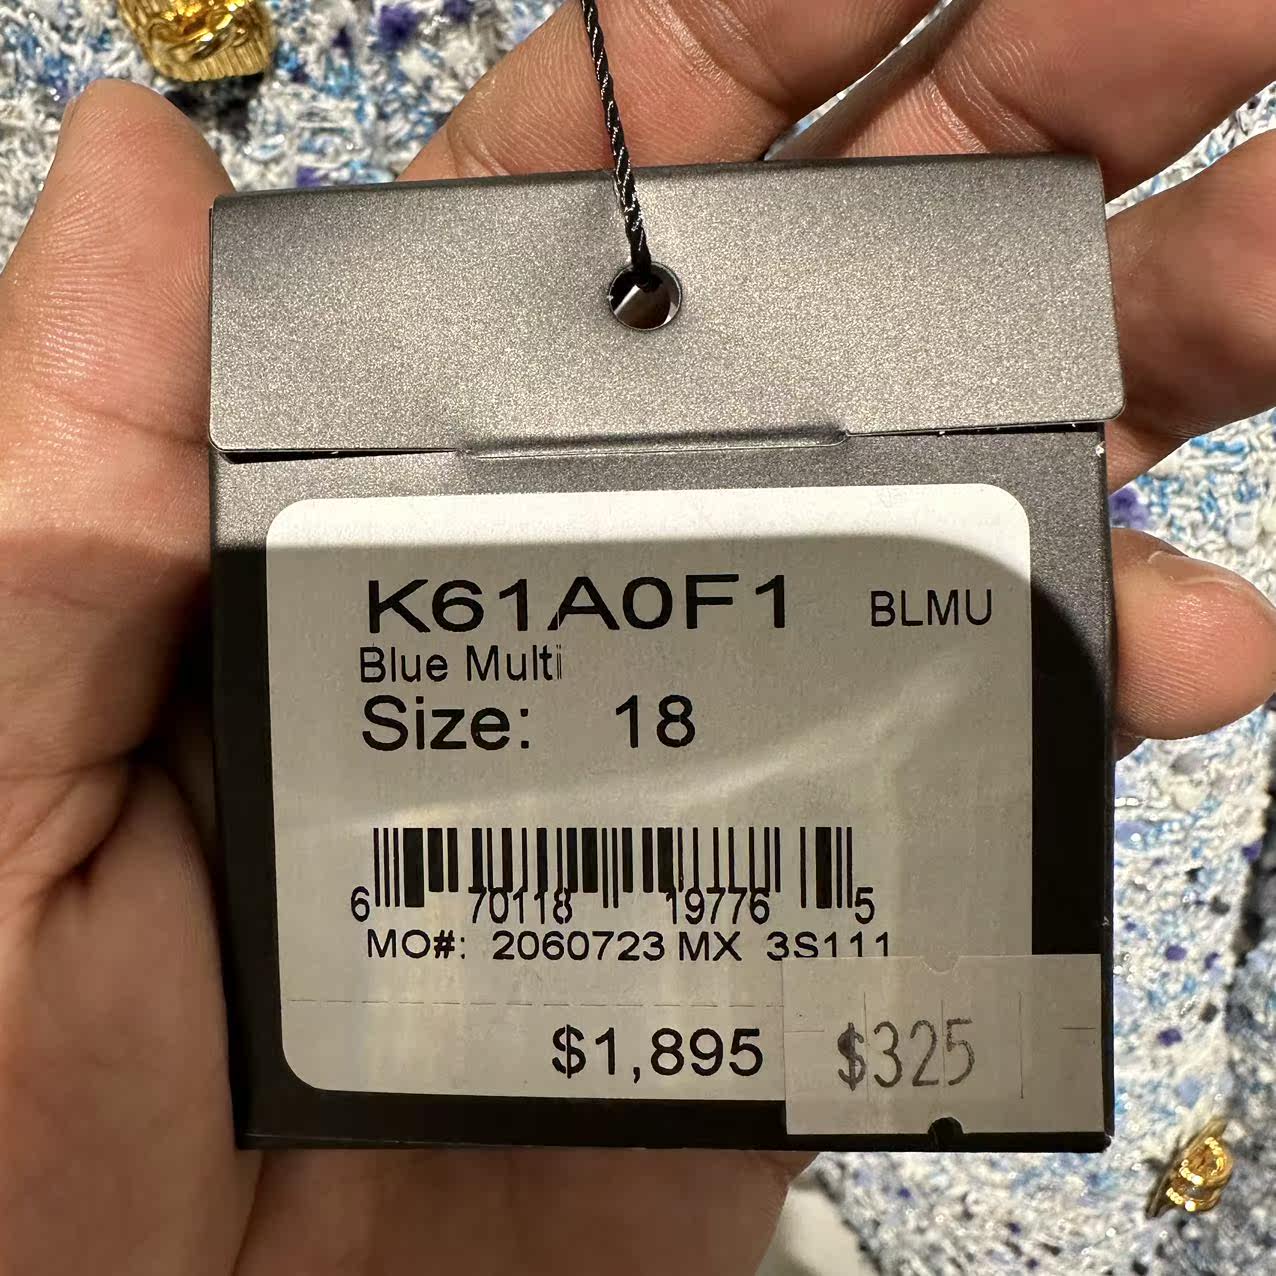 K61A0F1 BLMU
Blue Multi
Size: 18
6 70118 19776 5
MO#: 2060723 MX 3S111
$1,895 $325